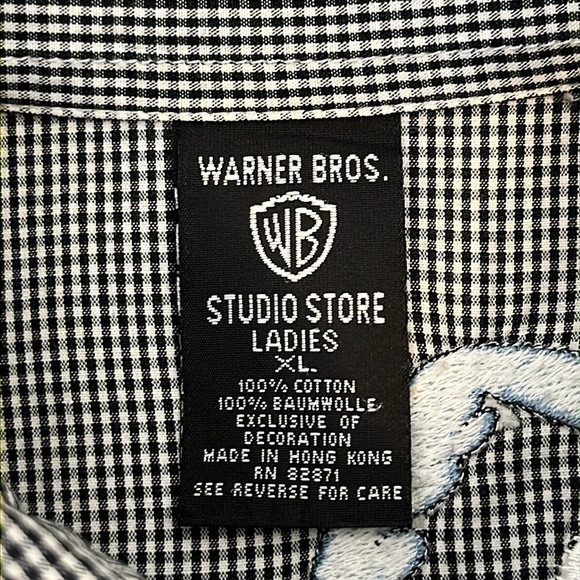 WARNER BROS.
WB
STUDIO STORE
LADIES
XL
100% COTTON
100% BAUMWOLLE
EXCLUSIVE OF
DECORATION
MADE IN HONG KONG
RN 82871
SEE REVERSE FOR CARE